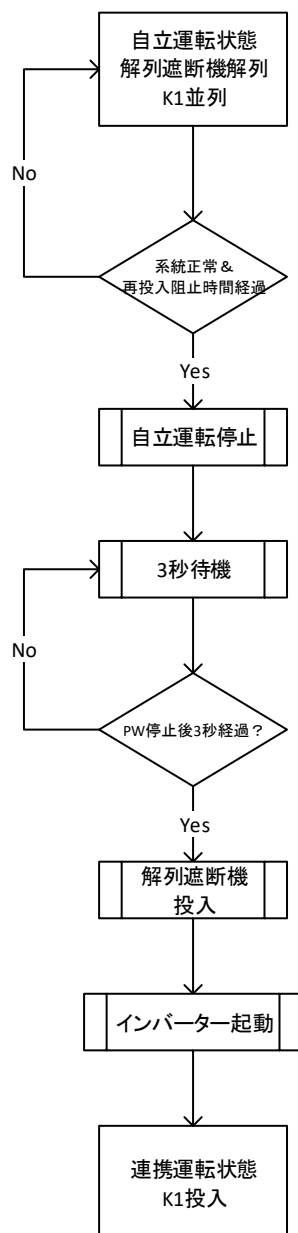 自立運転状態
解列遮断機解列
K1並列
No
系統正常＆
再投入阻止時間経過
Yes
自立運転停止
3秒待機
No
PW停止後3秒経過？
Yes
解列遮断機
投入
インバーター起動
連携運転状態
K1投入